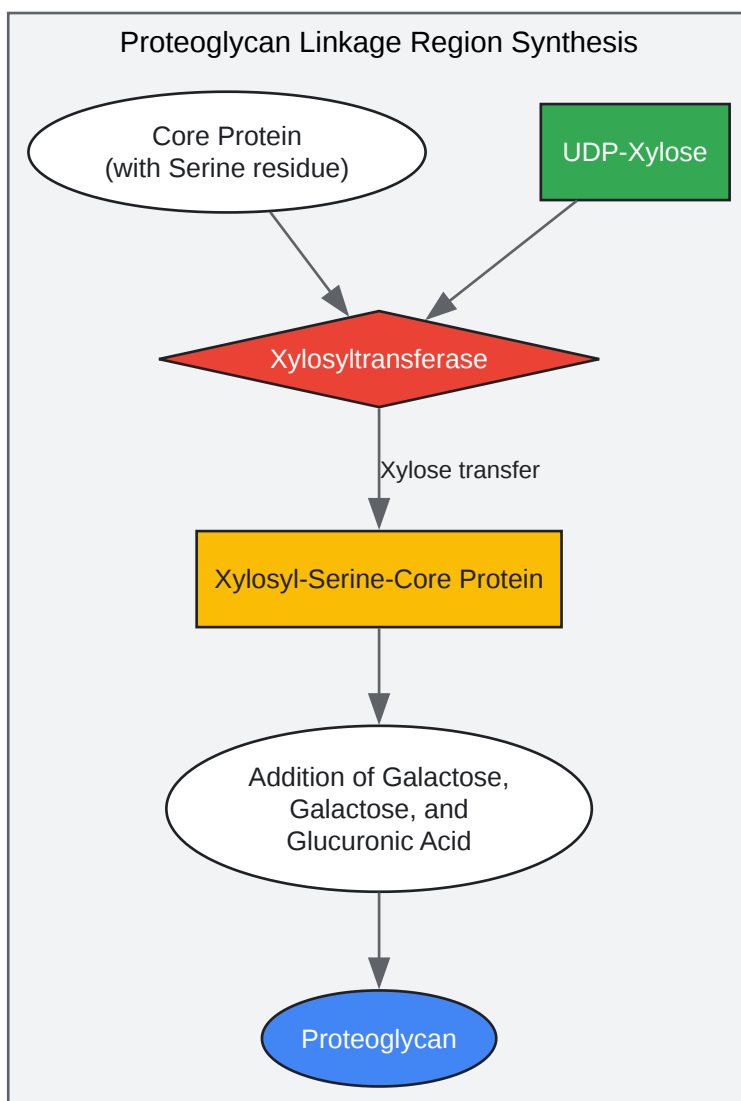 Proteoglycan Linkage Region Synthesis
Core Protein
(with Serine residue)
UDP-Xylose
Xylosyltransferase
Xylose transfer
Xylosyl-Serine-Core Protein
Addition of Galactose,
Galactose, and
Glucuronic Acid
Proteoglycan